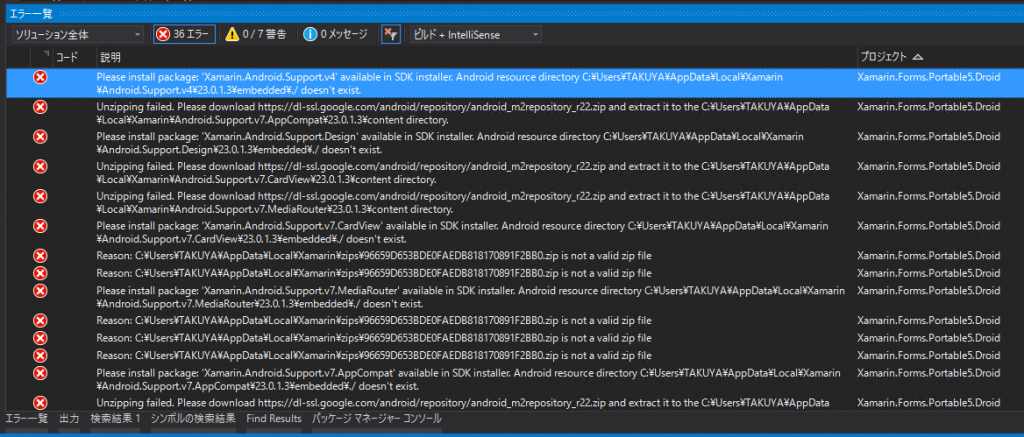 エラー一覧
ソリューション全体 36 エラー 0 / 7 警告 0 メッセージ ビルド + IntelliSense
コード 説明 プロジェクト
Please install package: 'Xamarin.Android.Support.v4' available in SDK installer. Android resource directory C:¥Users¥TAKUYA¥AppData¥Local¥Xamarin Xamarin.Forms.Portable5.Droid
¥Android.Support.v4¥23.0.1.3¥embedded¥./ doesn't exist.
Unzipping failed. Please download https://dl-ssl.google.com/android/repository/android_m2repository_r22.zip and extract it to the C:¥Users¥TAKUYA¥AppData Xamarin.Forms.Portable5.Droid
¥Local¥Xamarin¥Android.Support.v7.AppCompat¥23.0.1.3¥content directory.
Please install package: 'Xamarin.Android.Support.Design' available in SDK installer. Android resource directory C:¥Users¥TAKUYA¥AppData¥Local¥Xamarin Xamarin.Forms.Portable5.Droid
¥Android.Support.Design¥23.0.1.3¥embedded¥./ doesn't exist.
Unzipping failed. Please download https://dl-ssl.google.com/android/repository/android_m2repository_r22.zip and extract it to the C:¥Users¥TAKUYA¥AppData Xamarin.Forms.Portable5.Droid
¥Local¥Xamarin¥Android.Support.v7.CardView¥23.0.1.3¥content directory.
Unzipping failed. Please download https://dl-ssl.google.com/android/repository/android_m2repository_r22.zip and extract it to the C:¥Users¥TAKUYA¥AppData Xamarin.Forms.Portable5.Droid
¥Local¥Xamarin¥Android.Support.v7.MediaRouter¥23.0.1.3¥content directory.
Please install package: 'Xamarin.Android.Support.v7.CardView' available in SDK installer. Android resource directory C:¥Users¥TAKUYA¥AppData¥Local¥Xamarin Xamarin.Forms.Portable5.Droid
¥Android.Support.v7.CardView¥23.0.1.3¥embedded¥./ doesn't exist.
Reason: C:¥Users¥TAKUYA¥AppData¥Local¥Xamarin¥zips¥96659D653BDE0FAEDB818170891F2BB0.zip is not a valid zip file Xamarin.Forms.Portable5.Droid
Reason: C:¥Users¥TAKUYA¥AppData¥Local¥Xamarin¥zips¥96659D653BDE0FAEDB818170891F2BB0.zip is not a valid zip file Xamarin.Forms.Portable5.Droid
Please install package: 'Xamarin.Android.Support.v7.MediaRouter' available in SDK installer. Android resource directory C:¥Users¥TAKUYA¥AppData¥Local¥Xamarin Xamarin.Forms.Portable5.Droid
¥Android.Support.v7.MediaRouter¥23.0.1.3¥embedded¥./ doesn't exist.
Reason: C:¥Users¥TAKUYA¥AppData¥Local¥Xamarin¥zips¥96659D653BDE0FAEDB818170891F2BB0.zip is not a valid zip file Xamarin.Forms.Portable5.Droid
Reason: C:¥Users¥TAKUYA¥AppData¥Local¥Xamarin¥zips¥96659D653BDE0FAEDB818170891F2BB0.zip is not a valid zip file Xamarin.Forms.Portable5.Droid
Reason: C:¥Users¥TAKUYA¥AppData¥Local¥Xamarin¥zips¥96659D653BDE0FAEDB818170891F2BB0.zip is not a valid zip file Xamarin.Forms.Portable5.Droid
Please install package: 'Xamarin.Android.Support.v7.AppCompat' available in SDK installer. Android resource directory C:¥Users¥TAKUYA¥AppData¥Local¥Xamarin Xamarin.Forms.Portable5.Droid
¥Android.Support.v7.AppCompat¥23.0.1.3¥embedded¥./ doesn't exist.
Unzipping failed. Please download https://dl-ssl.google.com/android/repository/android_m2repository_r22.zip and extract it to the C:¥Users¥TAKUYA¥AppData Xamarin.Forms.Portable5.Droid
エラー一覧 出力 検索結果 1 シンボルの検索結果 Find Results パッケージ マネージャー コンソール